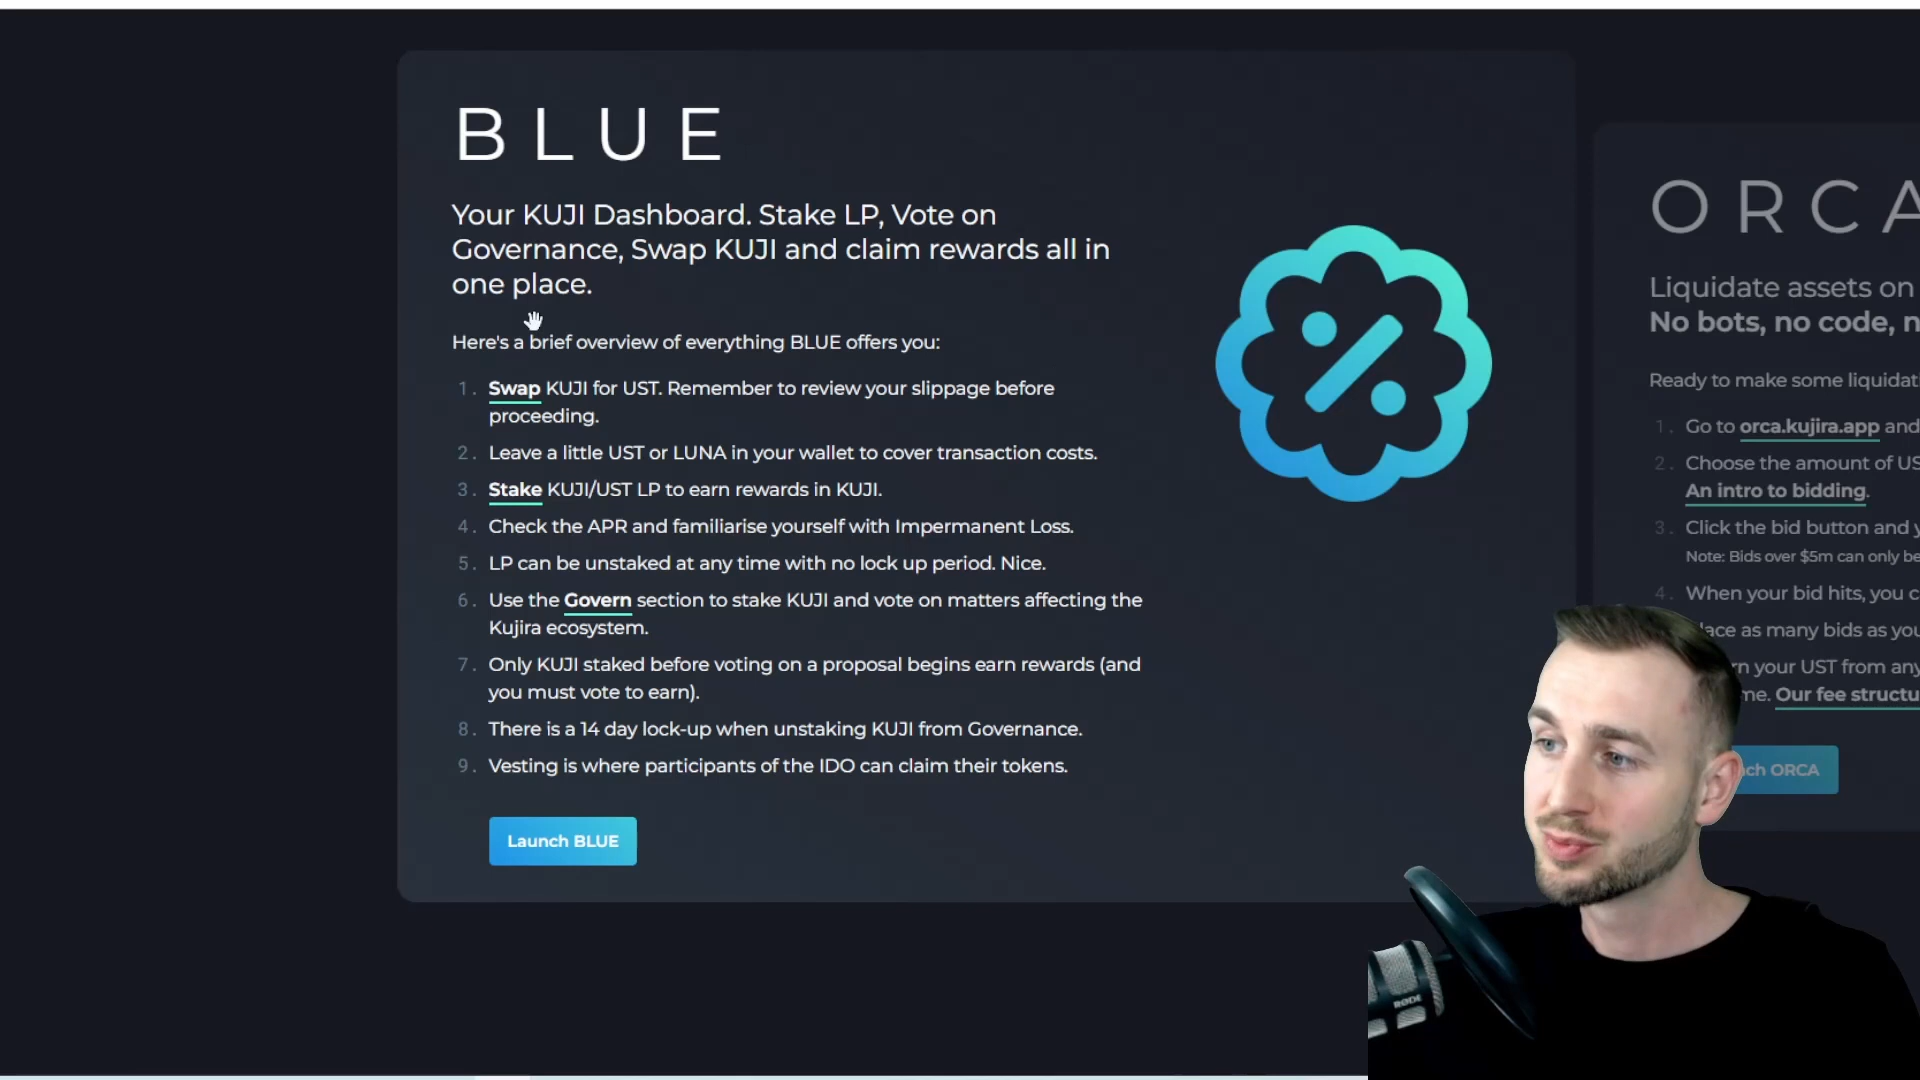 BLUE
Your KUJI Dashboard. Stake LP, Vote on
Governance, Swap KUJI and claim rewards all in
one place.
Here's a brief overview of everything BLUE offers you:
1. Swap KUJI for UST. Remember to review your slippage before
proceeding.
2. Leave a little UST or LUNA in your wallet to cover transaction costs.
3. Stake KUJI/UST LP to earn rewards in KUJI.
4. Check the APR and familiarise yourself with Impermanent Loss.
5. LP can be unstaked at any time with no lock up period. Nice.
6. Use the Govern section to stake KUJI and vote on matters affecting the
Kujira ecosystem.
7. Only KUJI staked before voting on a proposal begins earn rewards (and
you must vote to earn).
8. There is a 14 day lock-up when unstaking KUJI from Governance.
9. Vesting is where participants of the IDO can claim their tokens.
Launch BLUE
ORCA
Liquidate assets on
No bots, no code,
Ready to make some
1. Go to orca.kujira.app and
2. Choose the amount of
An intro to bidding.
3. Click the bid button and
Note: Bids over $5m can only be
4. When your bid hits, you
as many bids as you
your UST from any
Our fee
ORCA
RØDE